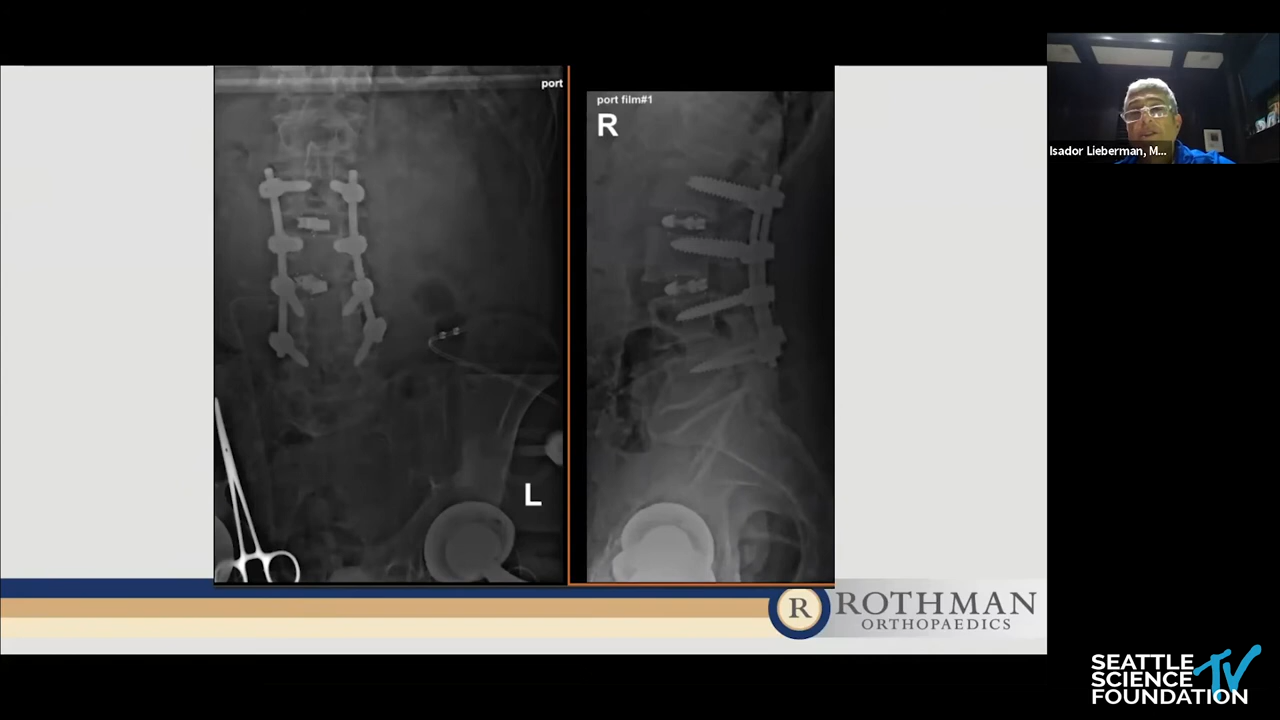 port
port film#1
R
Isador Lieberman, M...
L
R
ROTHMAN
ORTHOPAEDICS
SEATTLE
SCIENCE
FOUNDATION
TV